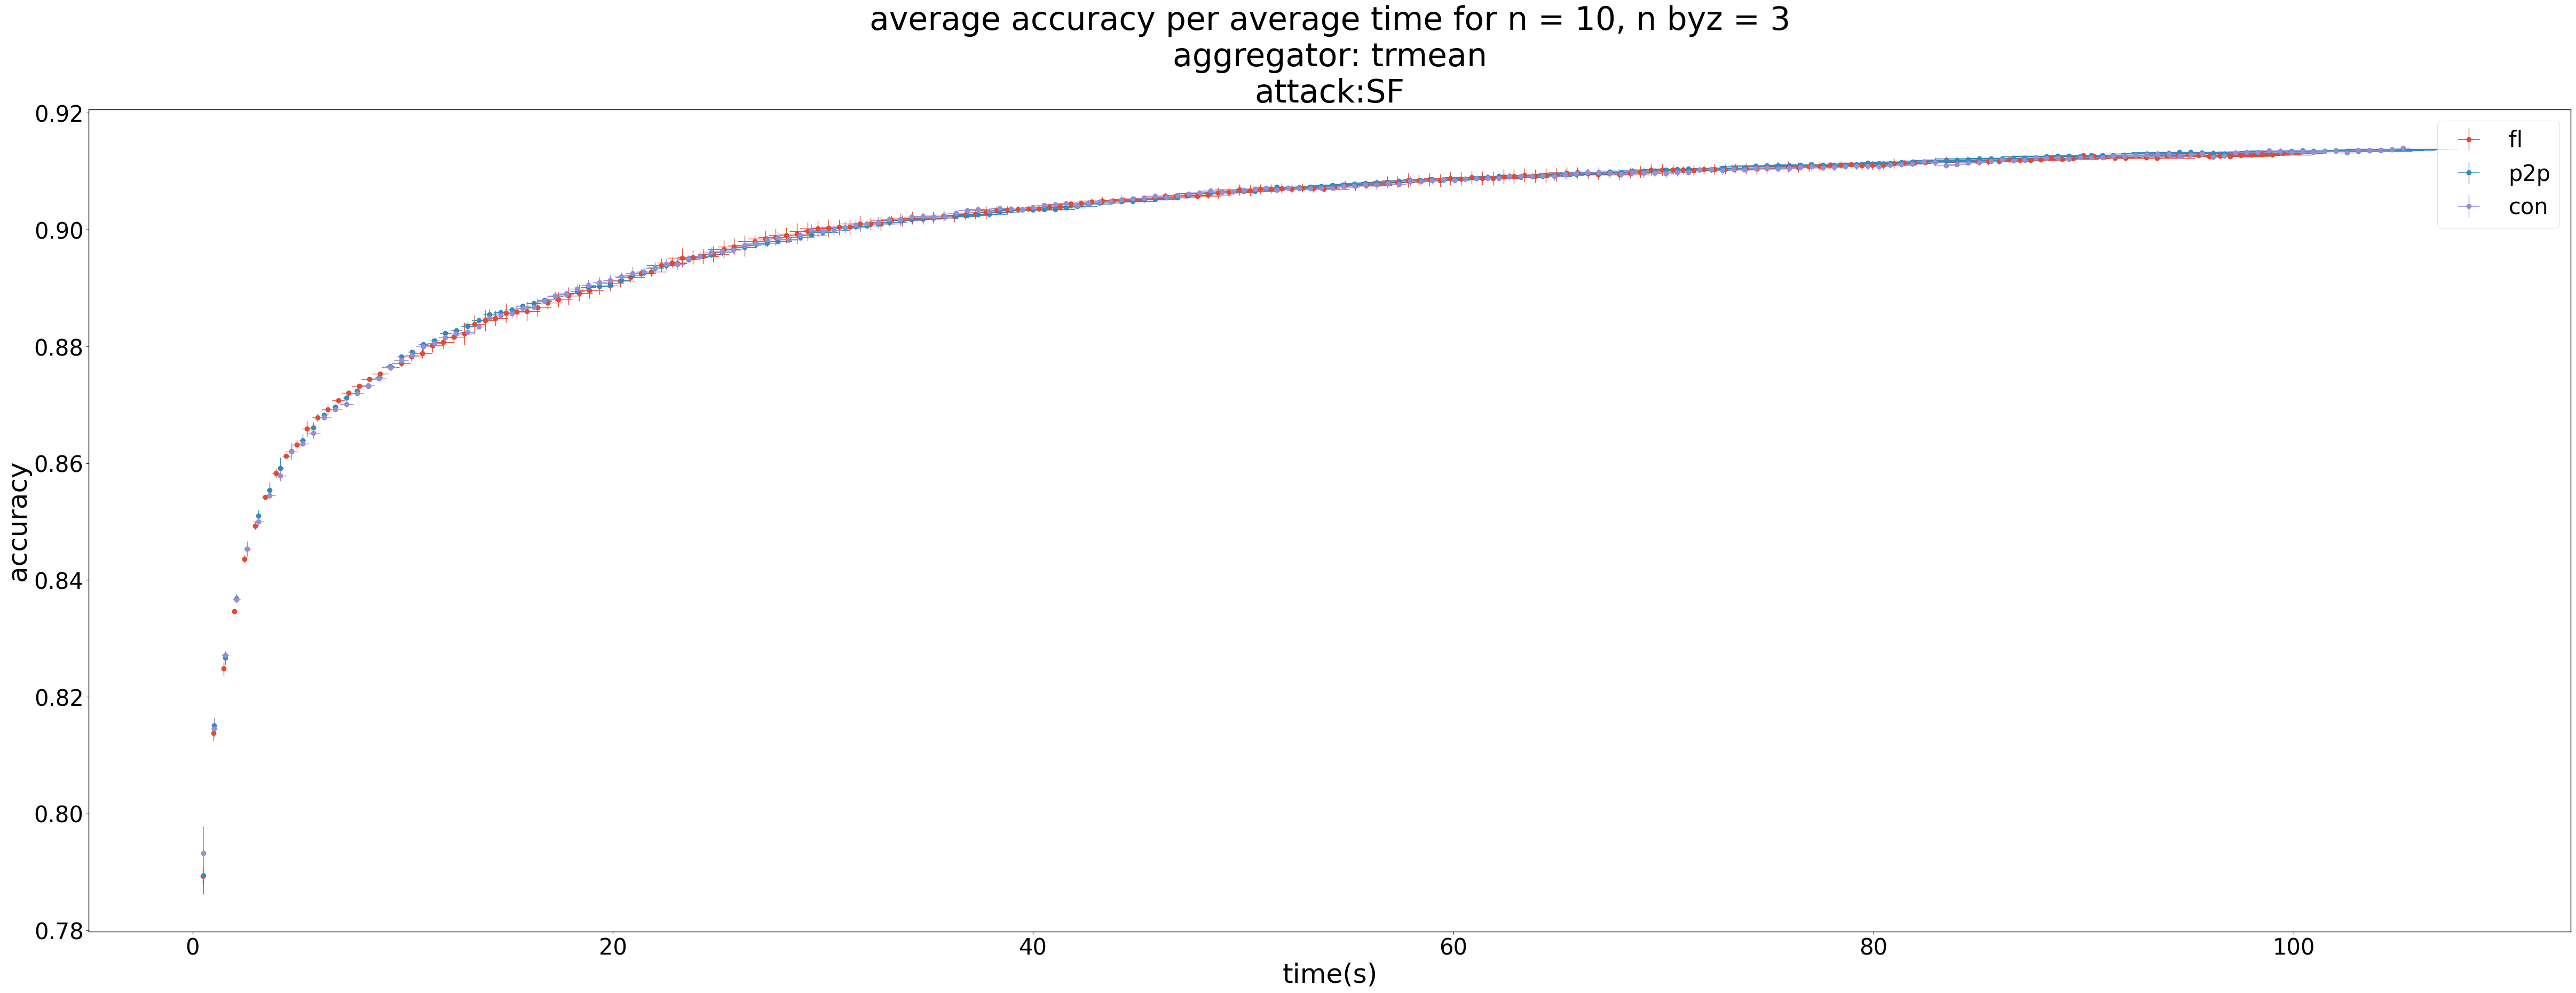 average accuracy per average time for n = 10, n byz = 3
aggregator: trmean
attack:SF
0.92
0.90
0.88
0.86
0.84
0.82
0.80
0.78
accuracy
fl
p2p
con
0
20
40
60
80
100
time(s)